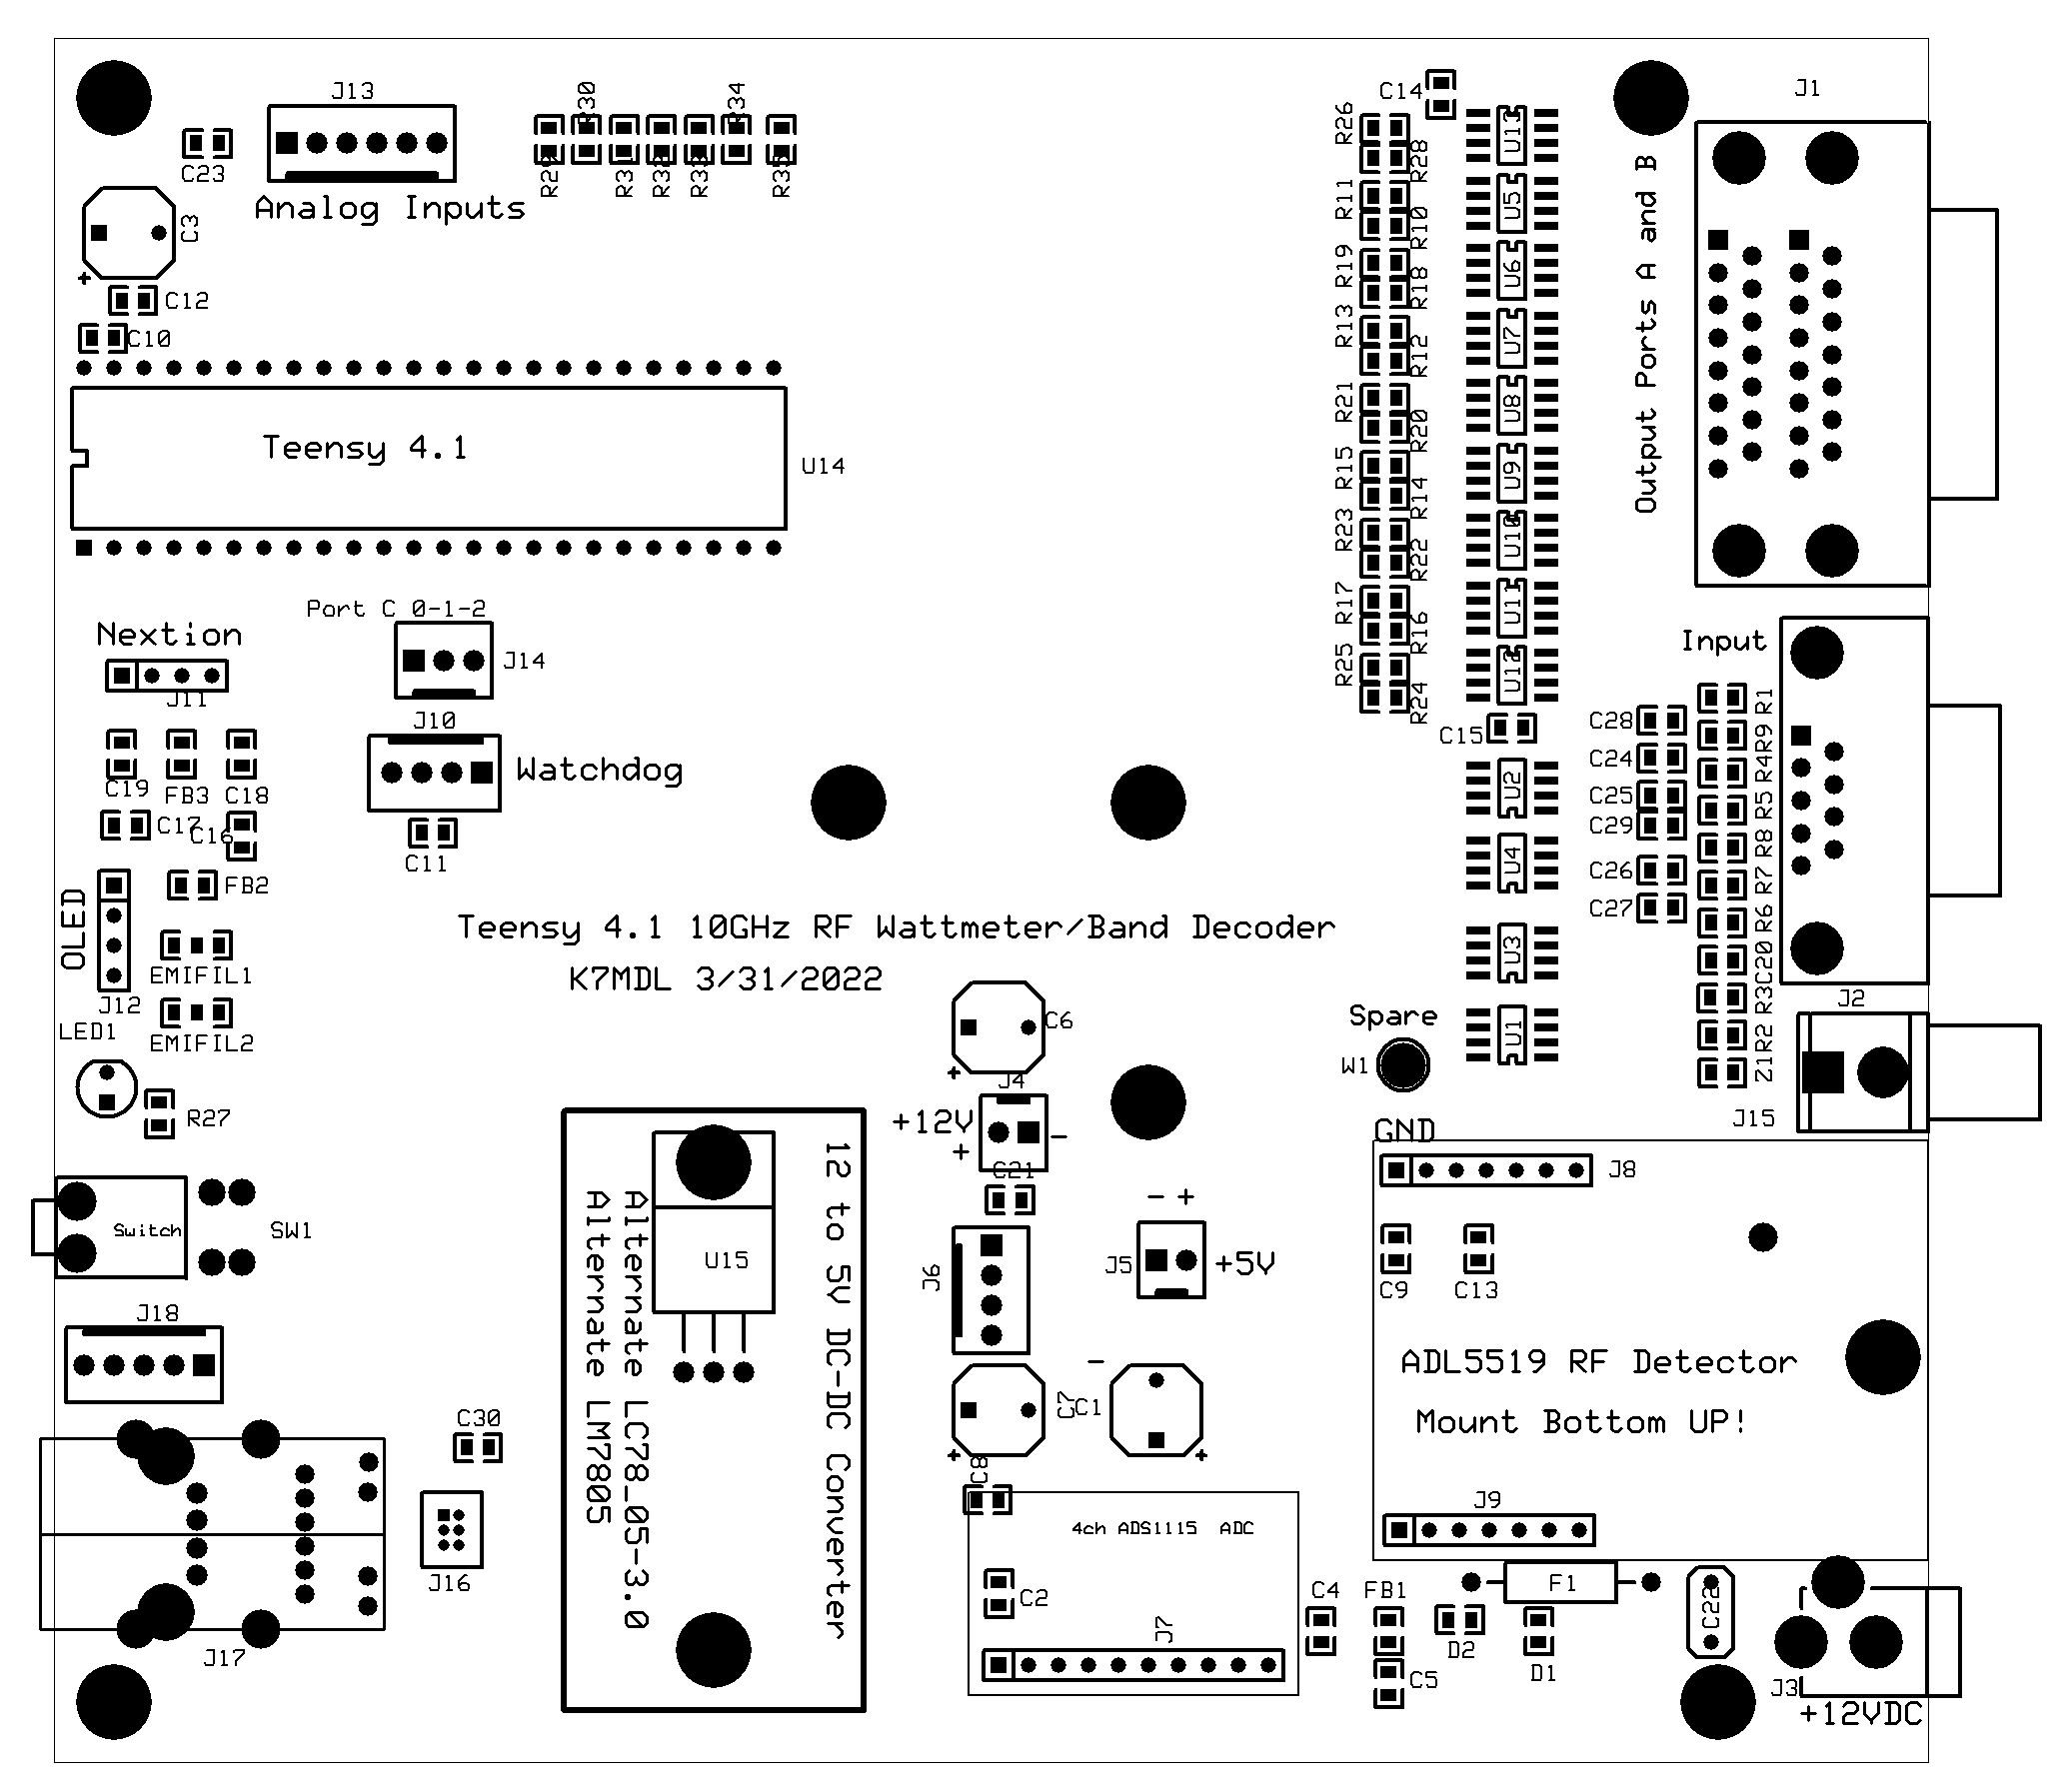 J13
C23
Analog Inputs
C3
+
C12
C10
R29
R30
R31
R32
R33
R34
R35
Teensy 4.1
U14
Port C 0-1-2
J14
Nextion
J11
J10
Watchdog
C11
C19
FB3
C18
C17
C16
FB2
OLED
J12
EMIFIL1
EMIFIL2
LED1
R27
Switch
SW1
J18
J17
C30
J16
Teensy 4.1 10GHz RF Wattmeter/Band Decoder
K7MDL 3/31/2022
12 to 5V DC-DC Converter
Alternate LC78_05-3.0
Alternate LM7805
U15
C6
+
J4
+12V
+
-
C21
J6
- +
J5
+5V
C7
+
-
C1
+
C8
4ch ADS1115 ADC
C2
J7
C4
FB1
C5
D2
D1
F1
C22
J3
+12VDC
C14
R26
R28
R11
R10
R19
R18
R13
R12
R21
R20
R15
R14
R23
R22
R17
R16
R25
R24
U13
U5
U6
U7
U8
U9
U10
U11
U12
C15
U2
U4
U3
U1
Spare
W1
J1
Output Ports A and B
Input
C28
C24
C25
C29
C26
C27
R1
R9
R4
R5
R8
R7
R6
C20
R3
R2
Z1
J2
J15
GND
J8
C9
C13
ADL5519 RF Detector
Mount Bottom UP!
J9